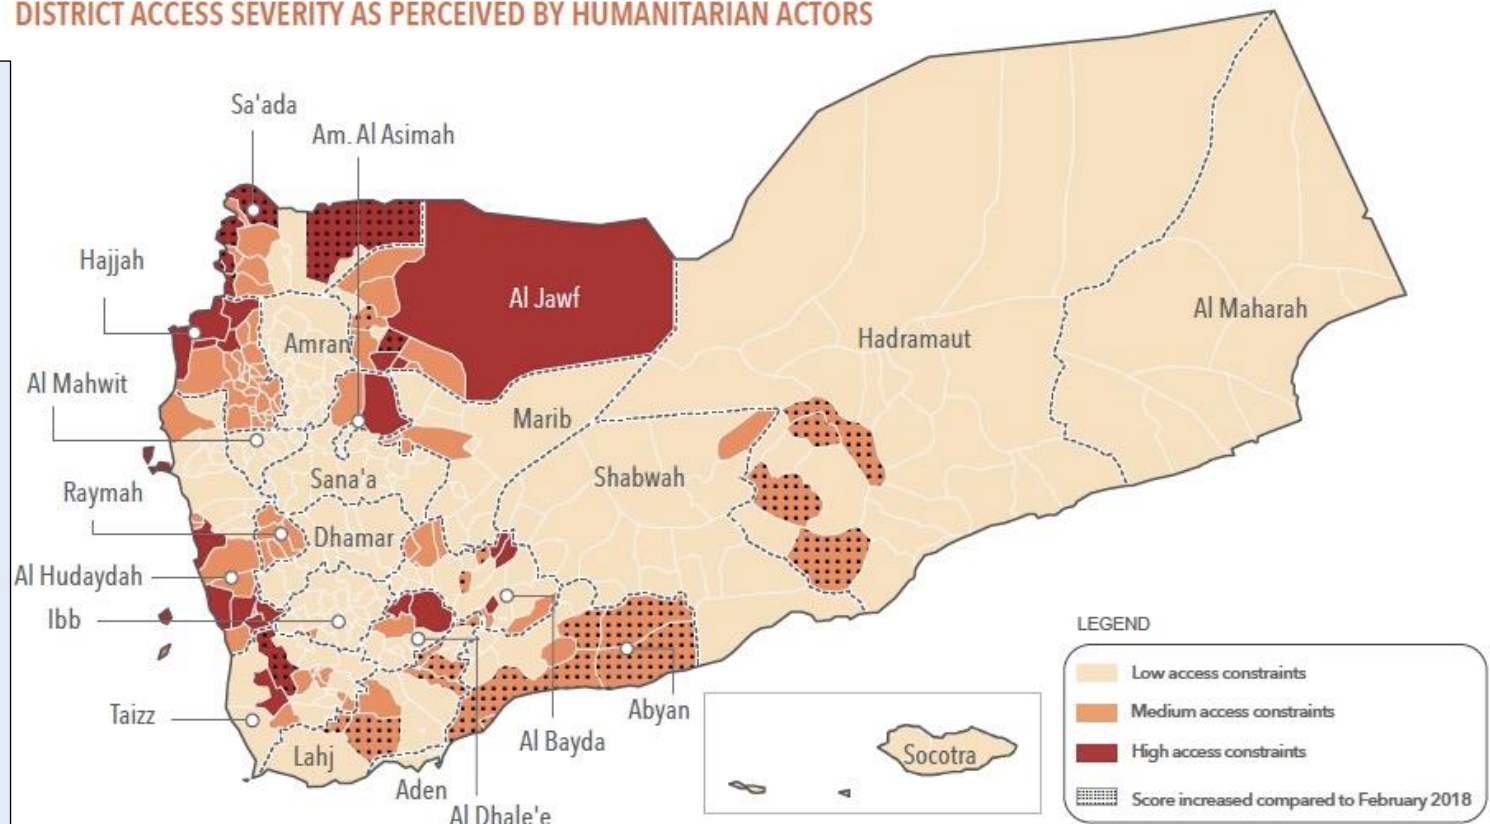 DISTRICT ACCESS SEVERITY AS PERCEIVED BY HUMANITARIAN ACTORS
Sa'ada
Am. Al Asimah
Hajjah
Al Jawf
Al Maharah
Hadramaut
Amran
Al Mahwit
Marib
Sana'a
Shabwah
Raymah
Dhamar
Al Hudaydah
Ibb
Taizz
Abyan
Al Bayda
Lahj
Aden
Al Dhale'e
Socotra
LEGEND
Low access constraints
Medium access constraints
High access constraints
Score increased compared to February 2018